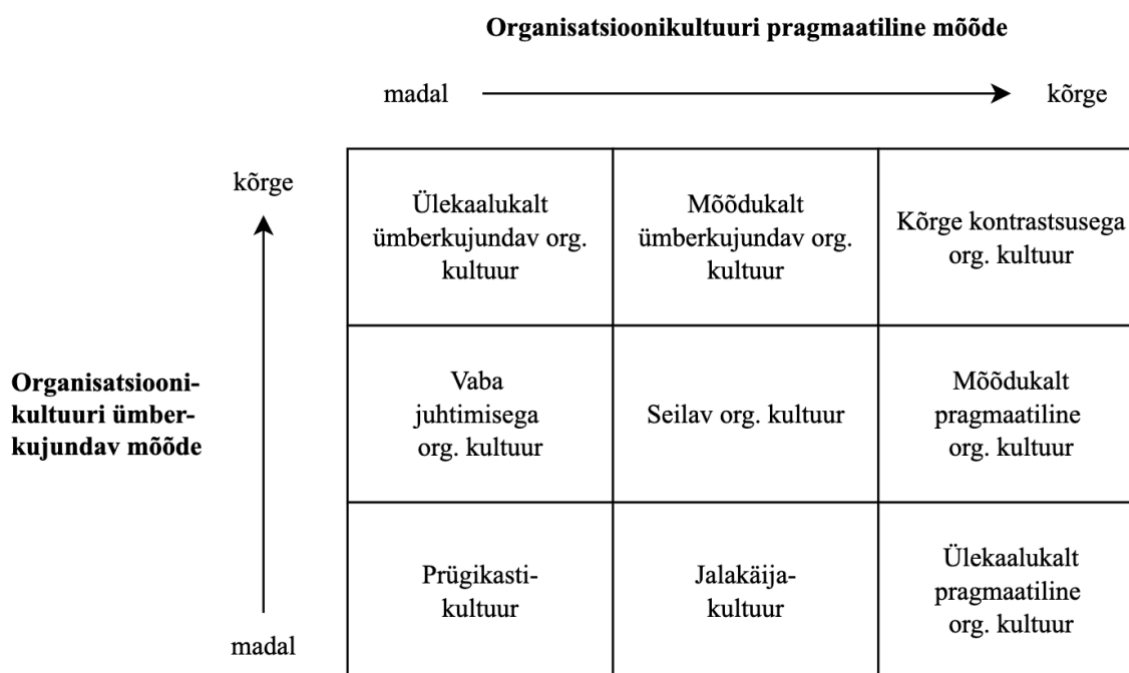 Organisatsioonikultuuri pragmaatiline mõõde
madal
kõrge
kõrge
Ülekaalukalt
ümberkujundav org.
kultuur
Mõõdukalt
ümberkujundav org.
kultuur
Kõrge kontrastsusega
org. kultuur
Organisatsiooni-
kultuuri ümber-
kujundav mõõde
Vaba
juhtimisega
org. kultuur
Seilav org. kultuur
Mõõdukalt
pragmaatiline
org. kultuur
Prügikasti-
kultuur
Jalakäija-
kultuur
Ülekaalukalt
pragmaatiline
org. kultuur
madal